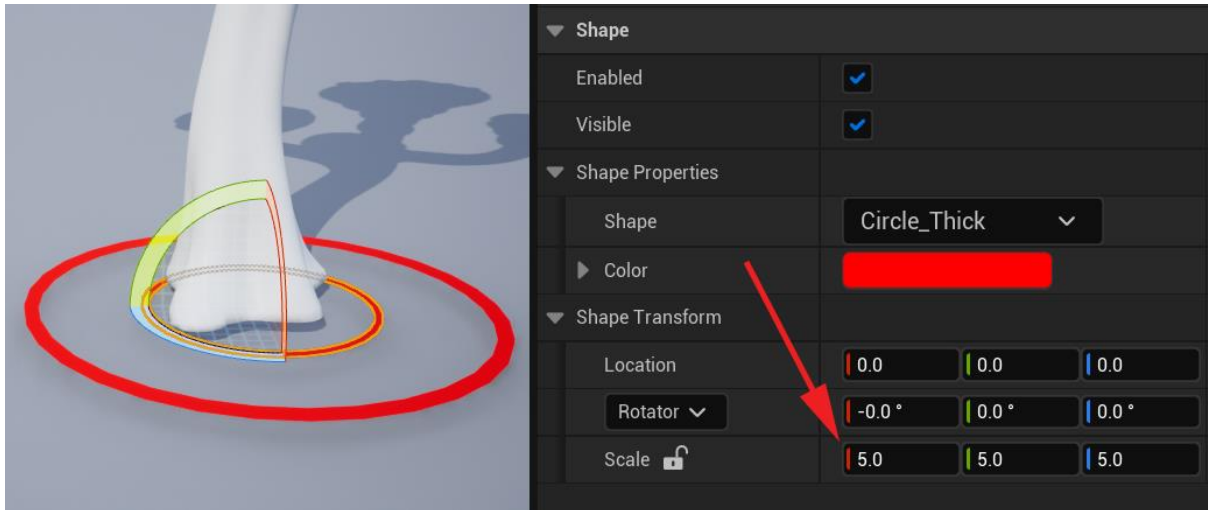 Shape
Enabled
Visible
Shape Properties
Shape Circle_Thick
Color
Shape Transform
Location 0.0 0.0 0.0
Rotator -0.0 ° 0.0 ° 0.0 °
Scale 5.0 5.0 5.0